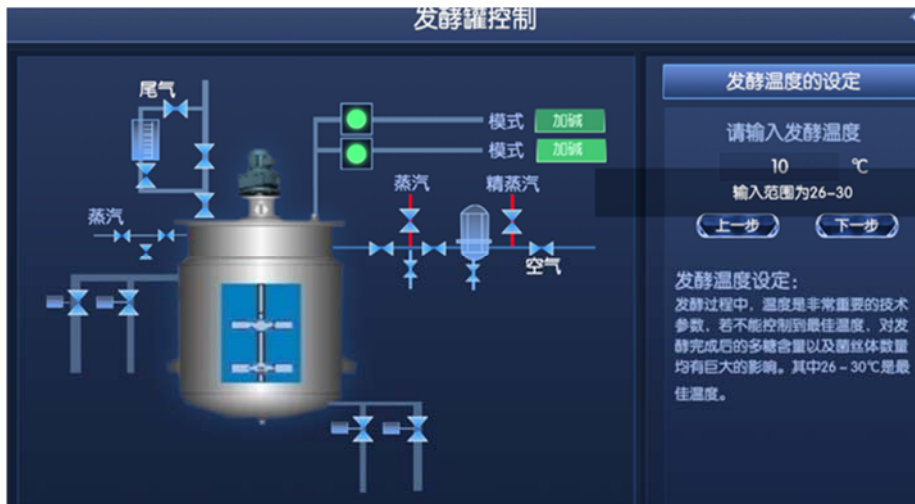 发酵罐控制
尾气
模式 加碱
模式 加碱
蒸汽
精蒸汽
蒸汽
空气
发酵温度的设定
请输入发酵温度
10 ℃
输入范围为26-30
上一步 下一步
发酵温度设定：
发酵过程中，温度是非常重要的技术
参数，若不能控制到最佳温度，对发
酵完成后的多糖含量以及菌丝体数量
均有巨大的影响。其中26-30℃是最
佳温度。